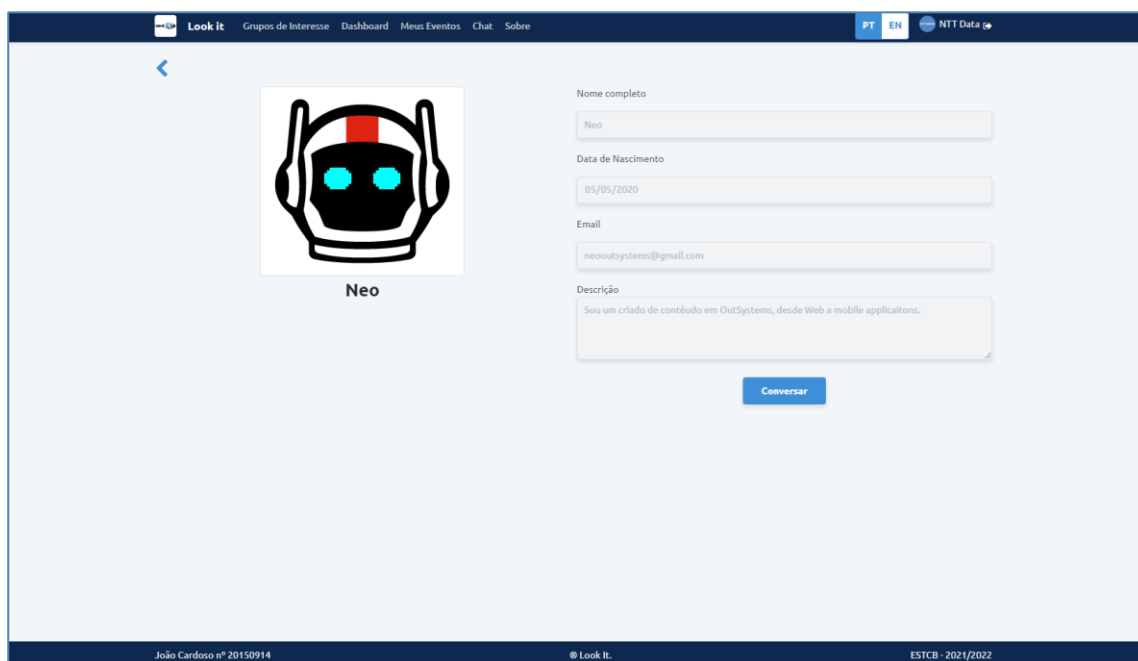 Look it Grupos de Interesse Dashboard Meus Eventos Chat Sobre PT EN NTT Data
Neo
Nome completo
Neo
Data de Nascimento
05/05/2020
Email
neooutsystems@gmail.com
Descrição
Sou um criado de contéudo em OutSystems, desde Web a mobile applicaitons.
Conversar
João Cardoso nº 20150914 ® Look It. ESTCB - 2021/2022